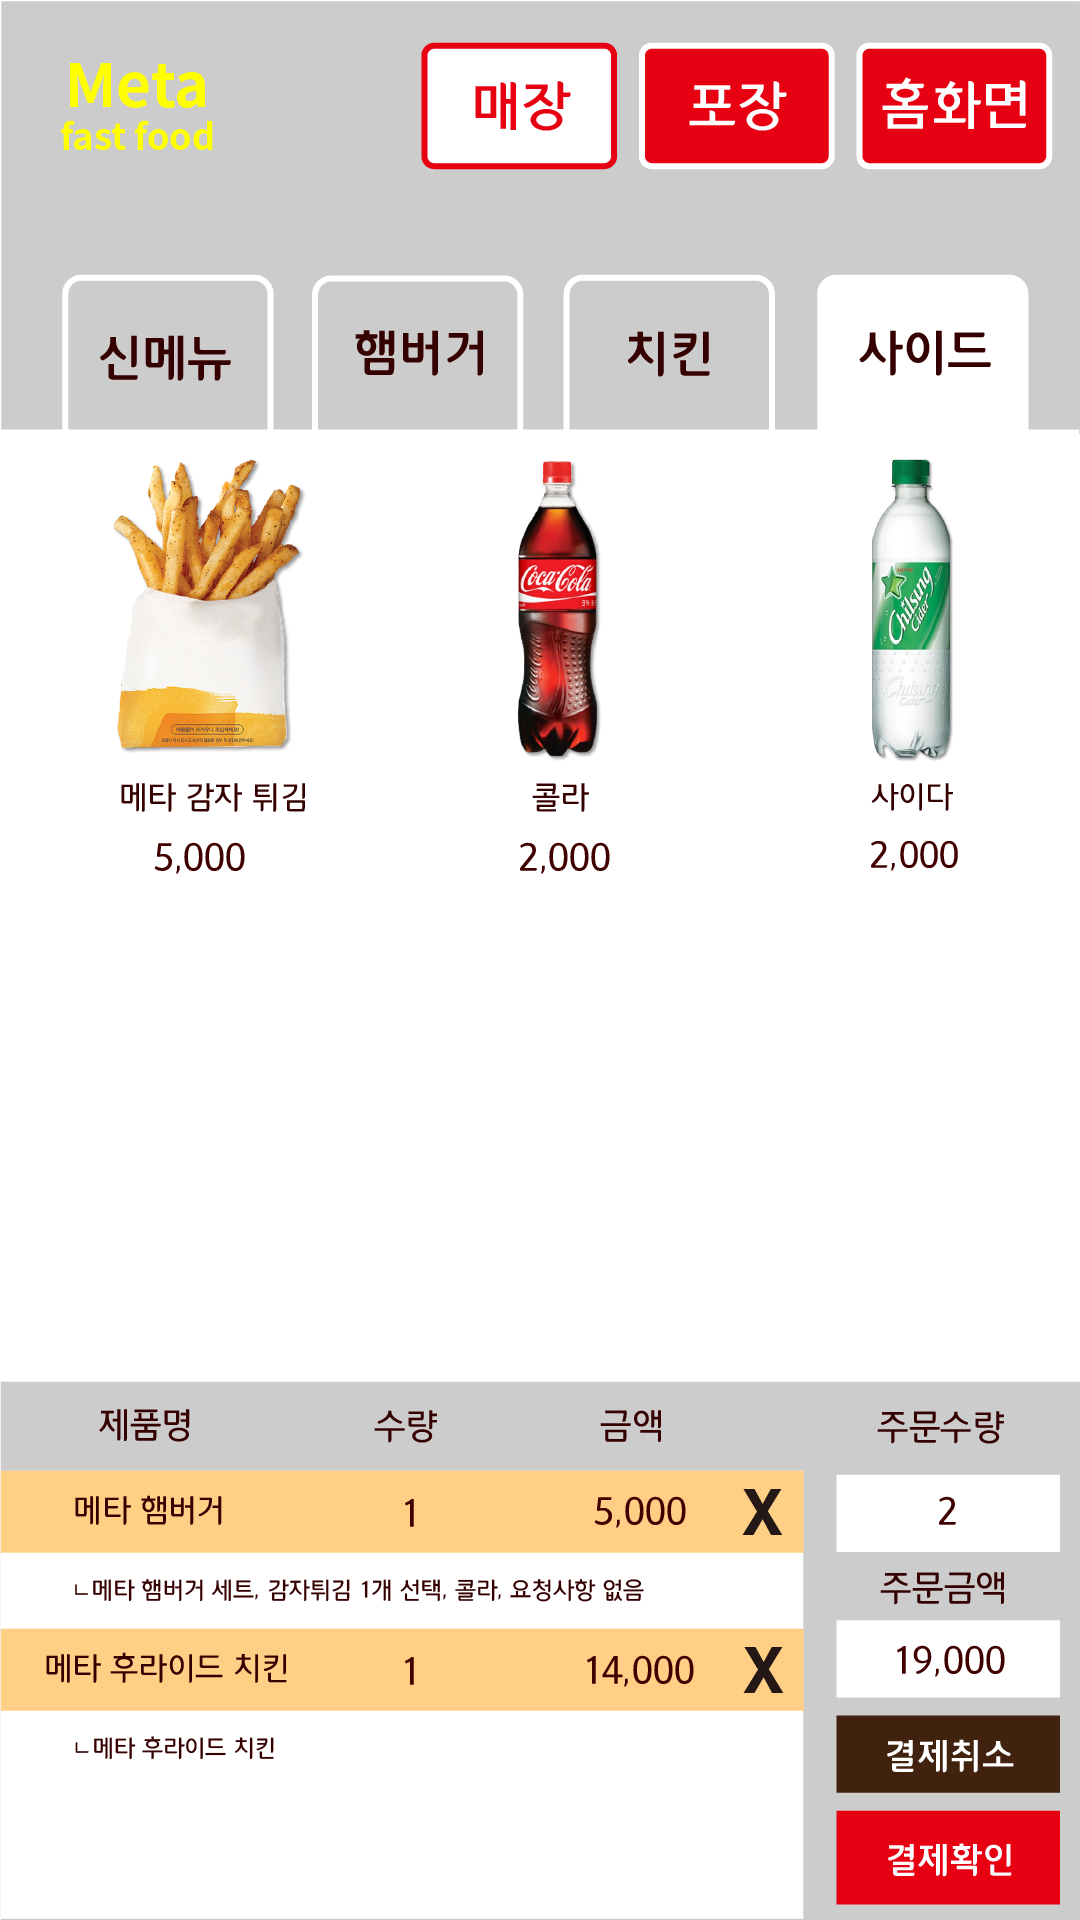 Meta
fast food
매장
포장
홈화면
신메뉴
햄버거
치킨
사이드
Coca-Cola
Chilsung
Cider
Chilsung
Cider
메타 감자 튀김
콜라
사이다
5,000
2,000
2,000
제품명
수량
금액
주문수량
메타 햄버거
1
5,000
X
2
ㄴ메타 햄버거 세트, 감자튀김 1개 선택, 콜라, 요청사항 없음
주문금액
메타 후라이드 치킨
1
14,000
X
19,000
ㄴ메타 후라이드 치킨
결제취소
결제확인